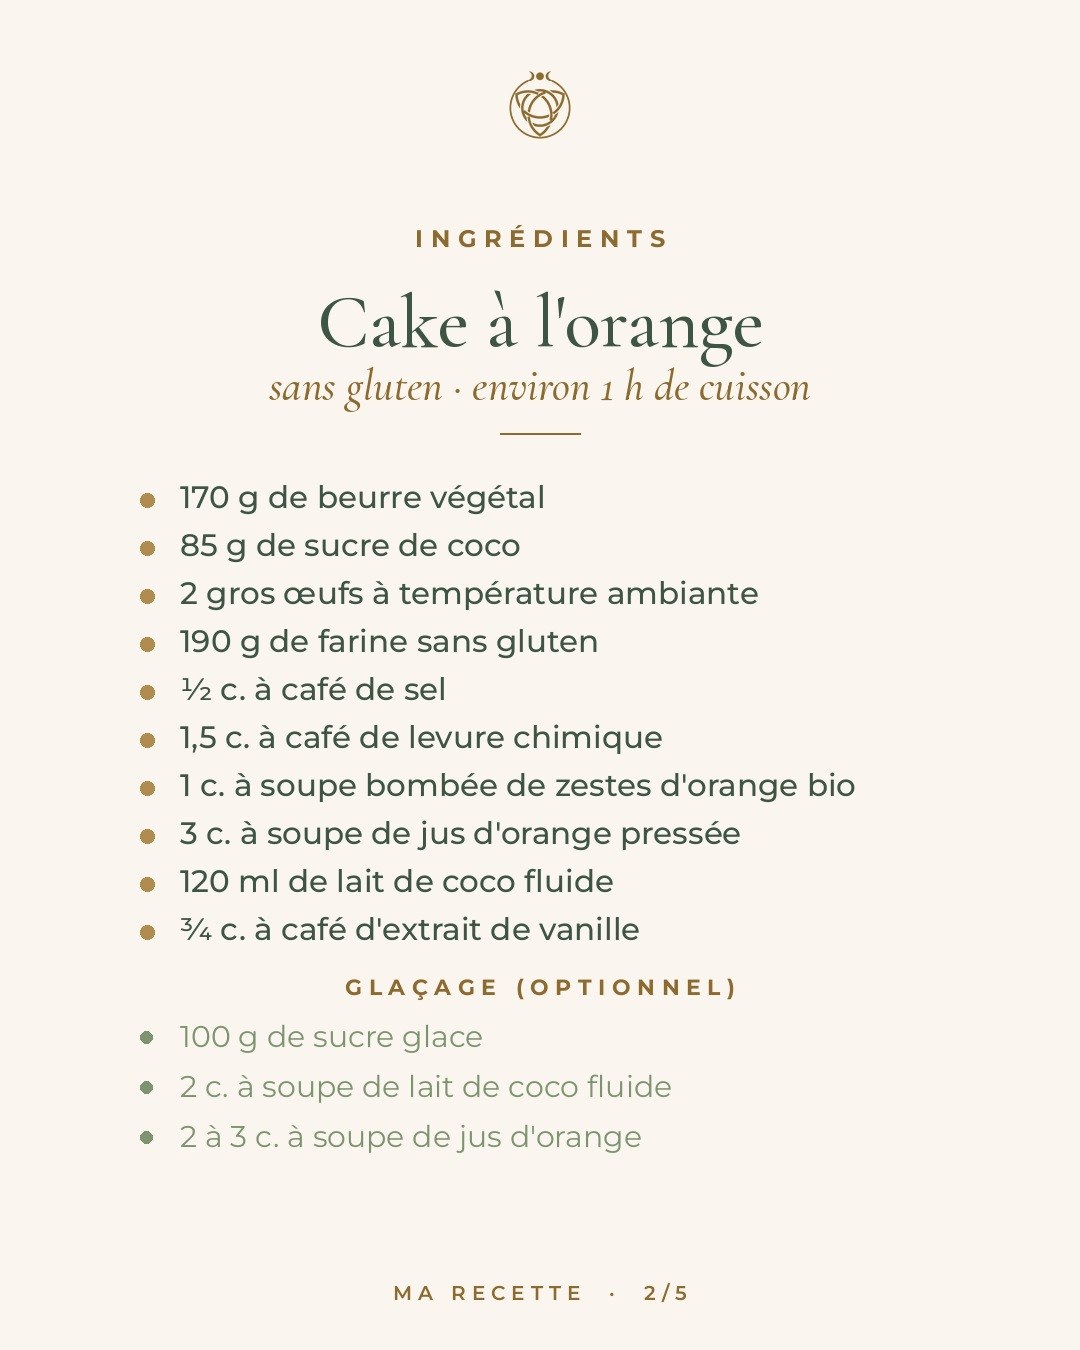 INGRÉDIENTS
Cake à l'orange
sans gluten · environ 1 h de cuisson
170 g de beurre végétal
85 g de sucre de coco
2 gros œufs à température ambiante
190 g de farine sans gluten
½ c. à café de sel
1,5 c. à café de levure chimique
1 c. à soupe bombée de zestes d'orange bio
3 c. à soupe de jus d'orange pressée
120 ml de lait de coco fluide
¾ c. à café d'extrait de vanille
GLAÇAGE (OPTIONNEL)
100 g de sucre glace
2 c. à soupe de lait de coco fluide
2 à 3 c. à soupe de jus d'orange
MA RECETTE · 2/5